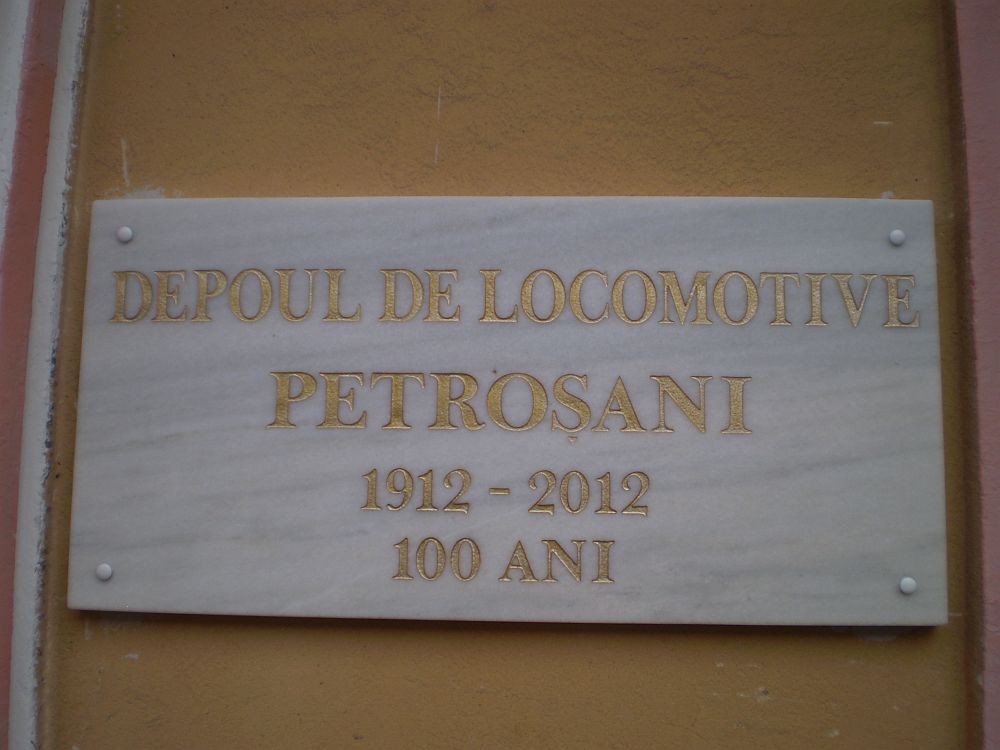 DEPOUL DE LOCOMOTIVE
PETROȘANI
1912 - 2012
100 ANI